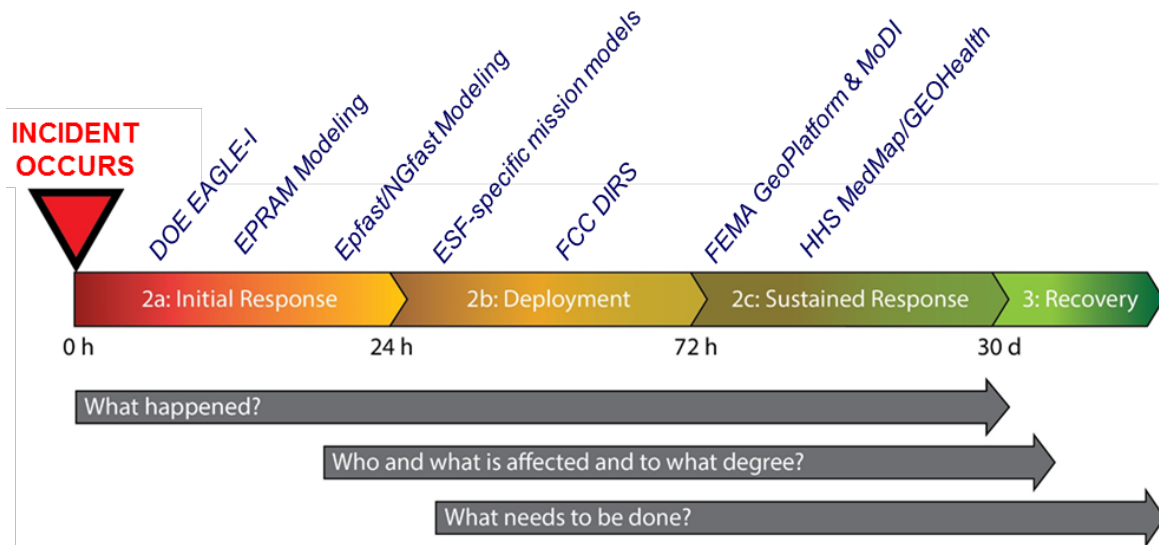 INCIDENT
OCCURS
DOE EAGLE-I
EPRAM Modeling
Epfast/NGfast Modeling
ESF-specific mission models
FCC DIRS
FEMA GeoPlatform & MoDI
HHS MedMap/GEOHealth
2a: Initial Response
2b: Deployment
2c: Sustained Response
3: Recovery
0 h
24 h
72 h
30 d
What happened?
Who and what is affected and to what degree?
What needs to be done?